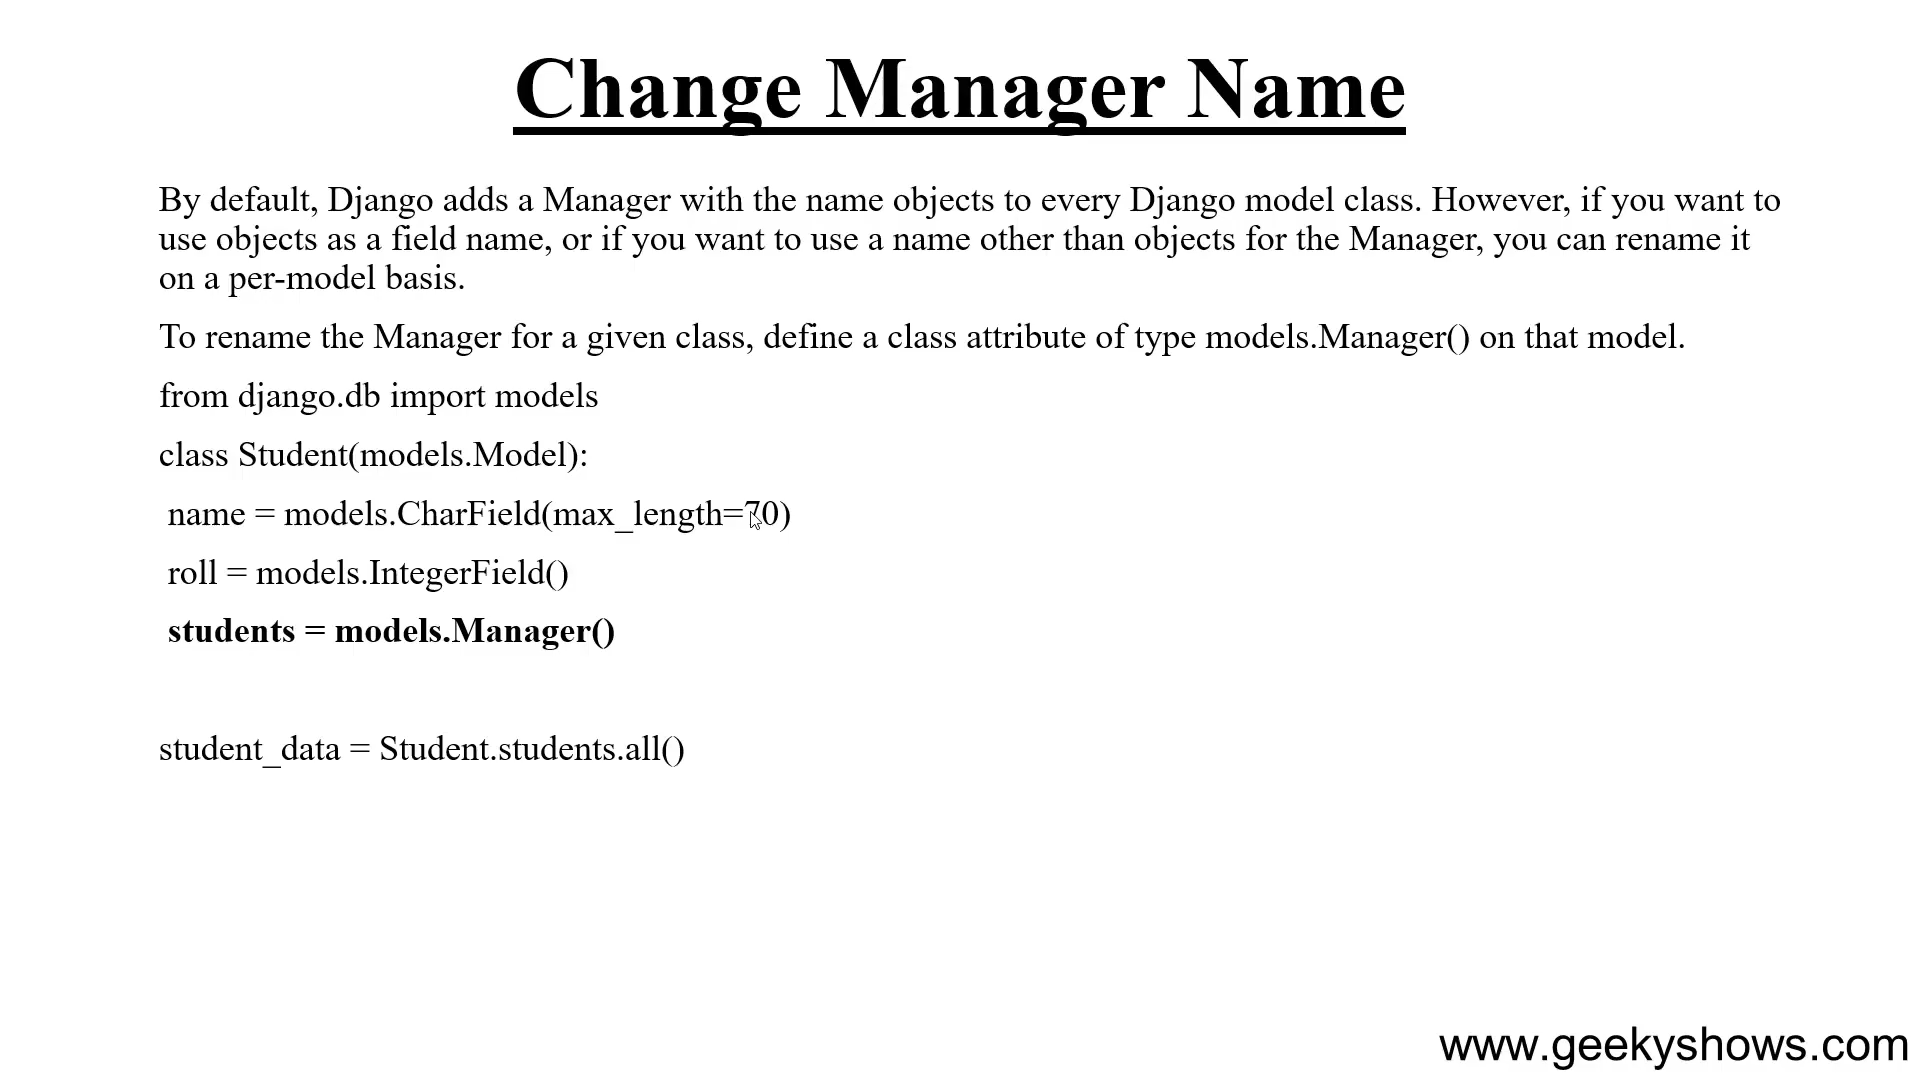 Change Manager Name
By default, Django adds a Manager with the name objects to every Django model class. However, if you want to
use objects as a field name, or if you want to use a name other than objects for the Manager, you can rename it
on a per-model basis.
To rename the Manager for a given class, define a class attribute of type models.Manager() on that model.
from django.db import models
class Student(models.Model):
name = models.CharField(max_length=70)
roll = models.IntegerField()
students = models.Manager()
student_data = Student.students.all()
www.geekyshows.com